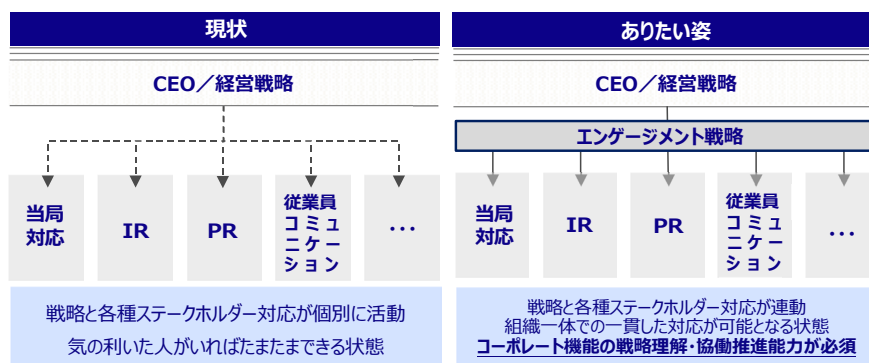 現状
CEO/経営戦略
当局
対応
IR
PR
従業員
コミュ
ニケー
ション
・・・
戦略と各種ステークホルダー対応が個別に活動
気の利いた人がいればたまたまできる状態
ありたい姿
CEO/経営戦略
エンゲージメント戦略
当局
対応
IR
PR
従業員
コミュ
ニケー
ション
・・・
戦略と各種ステークホルダー対応が連動
組織一体での一貫した対応が可能となる状態
コーポレート機能の戦略理解・協働推進能力が必須